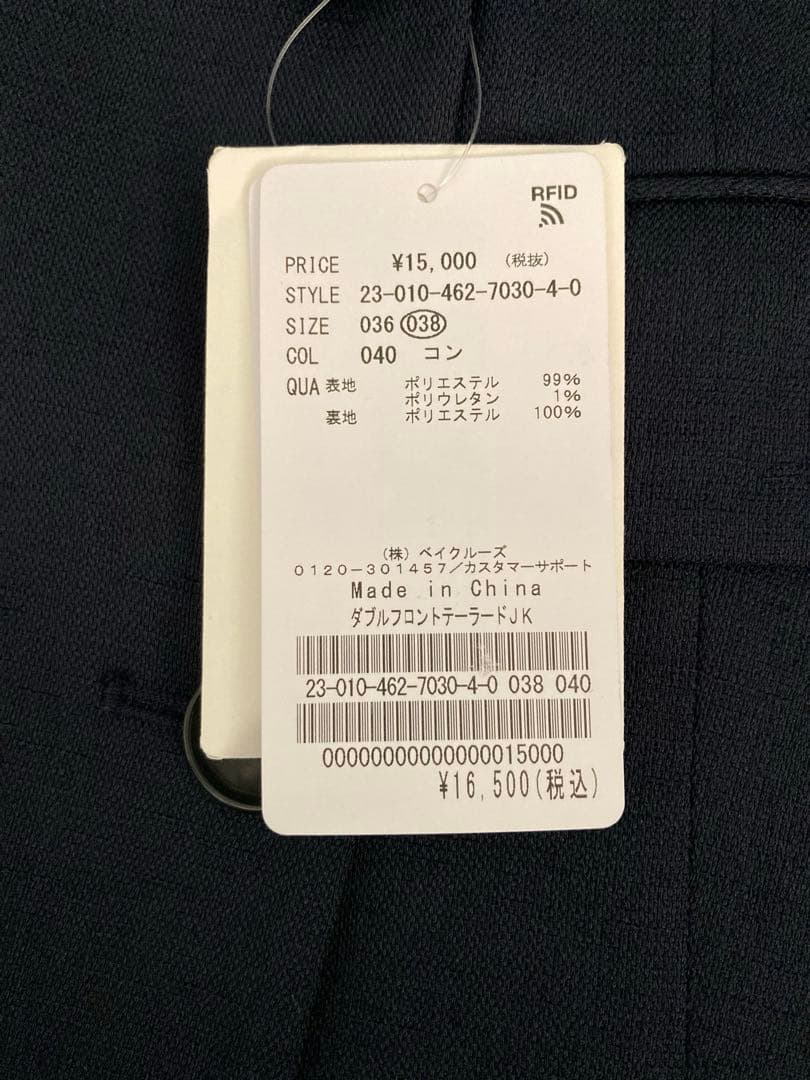 RFID
PRICE ¥15,000 (税抜)
STYLE 23-010-462-7030-4-0
SIZE 036 038
COL 040 コン
QUA 表地 ポリエステル 99%
ポリウレタン 1%
裏地 ポリエステル 100%
(株) ベイクルーズ
0120-301457/カスタマーサポート
Made in China
ダブルフロントテーラードJK
23-010-462-7030-4-0 038 040
00000000000000015000
¥16,500(税込)